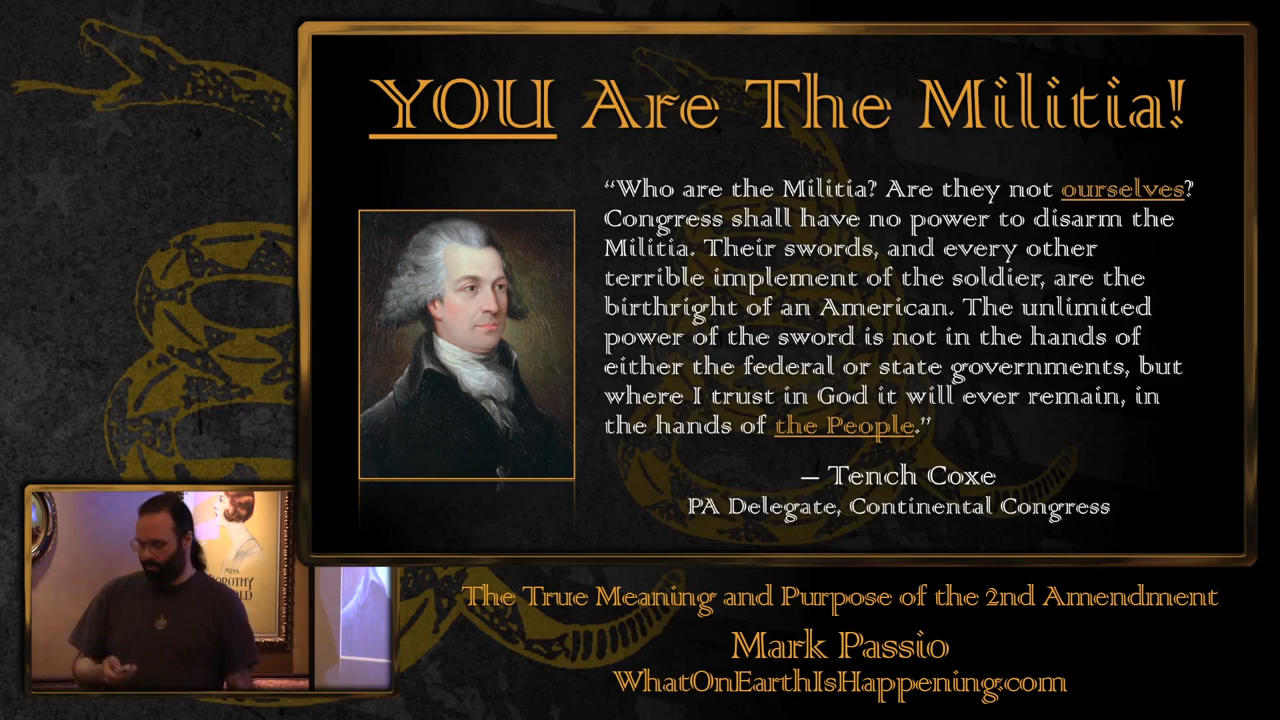 YOU Are The Militia!
“Who are the Militia? Are they not ourselves?
Congress shall have no power to disarm the
Militia. Their swords, and every other
terrible implement of the soldier, are the
birthright of an American. The unlimited
power of the sword is not in the hands of
either the federal or state governments, but
where I trust in God it will ever remain, in
the hands of the People.”
– Tench Coxe
PA Delegate, Continental Congress
MISS
The True Meaning and Purpose of the 2nd Amendment
Mark Passio
WhatOnEarthIsHappening.com